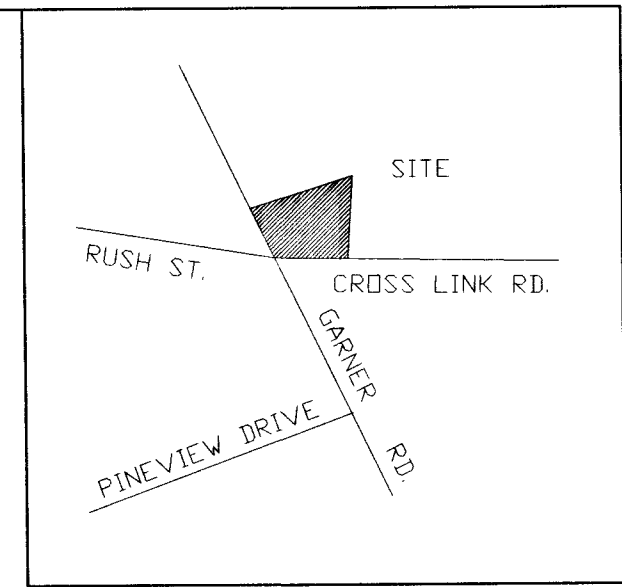 SITE
RUSH ST.
CROSS LINK RD.
GARNER RD.
PINEVIEW DRIVE